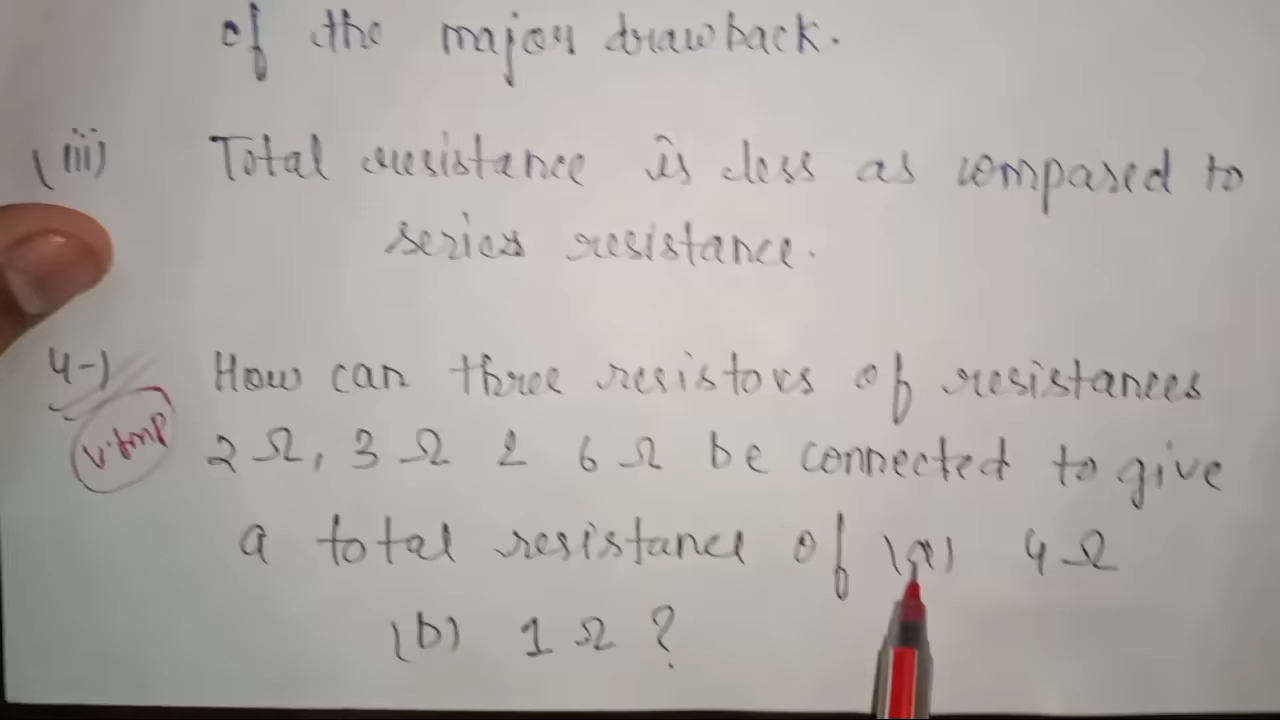 of the major drawback.
(iii) Total resistance is less as compared to
series resistance.
4-) How can three resistors of resistances
V.Imp 2 Ω, 3 Ω & 6 Ω be connected to give
a total resistance of (a) 4 Ω
(b) 1 Ω ?